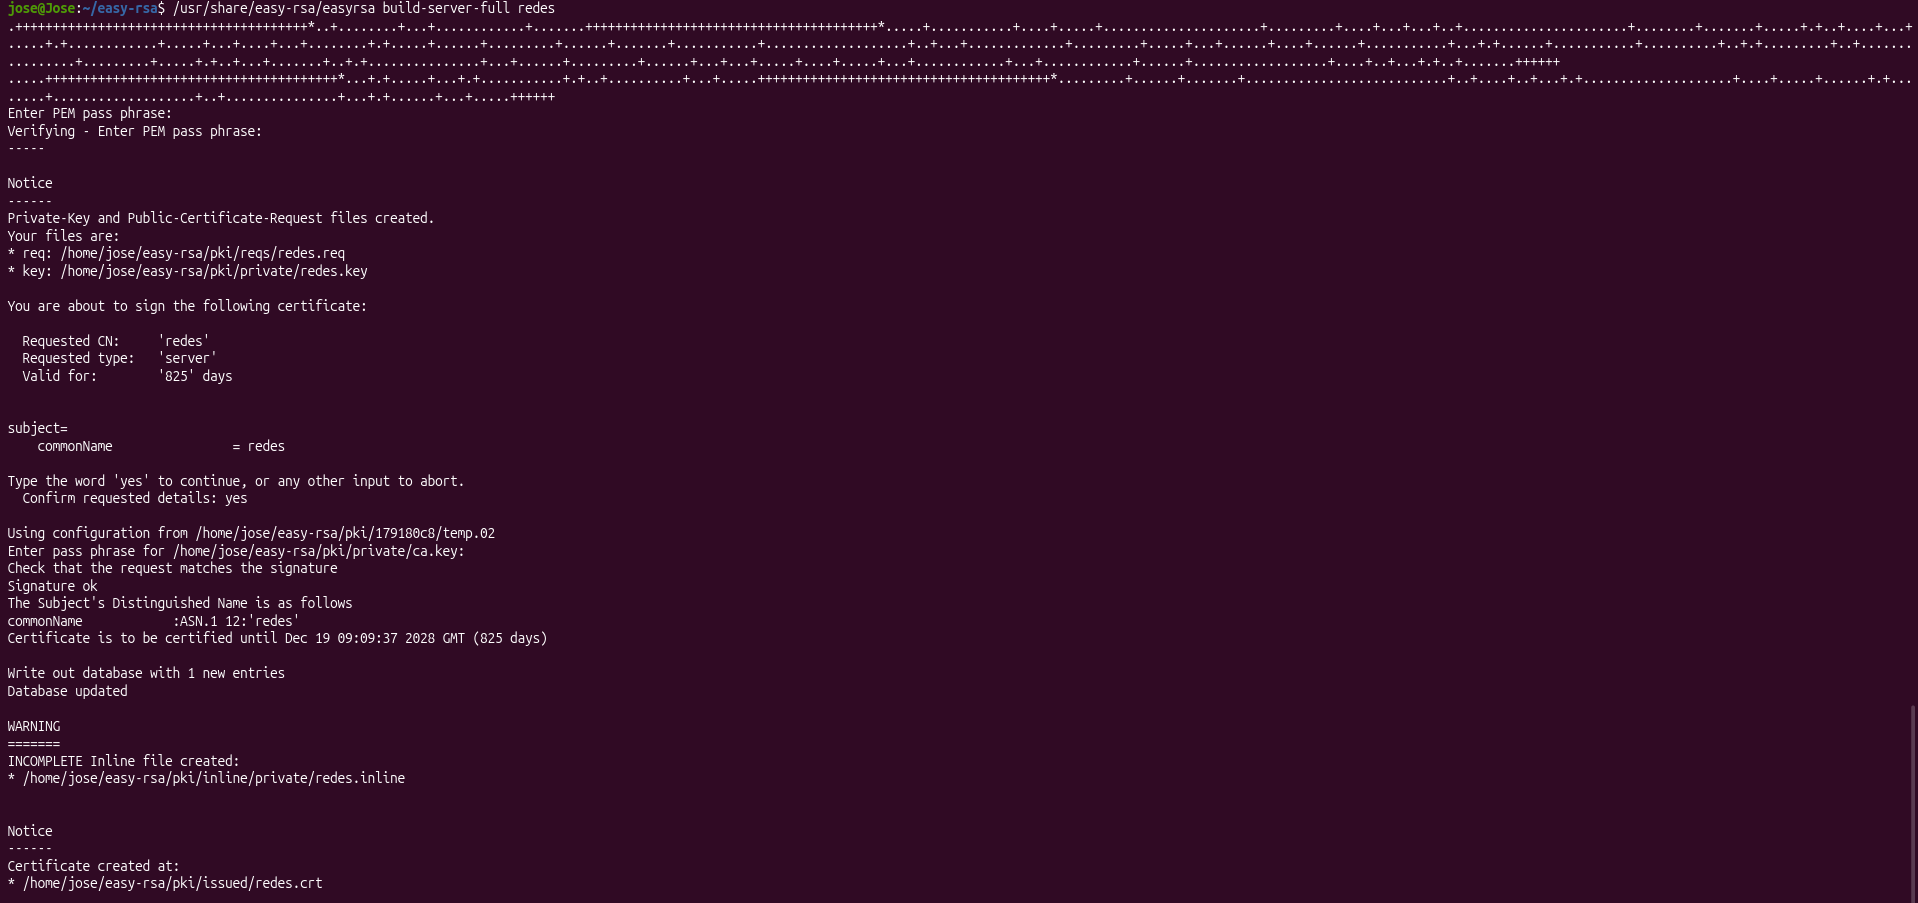 jose@Jose:~/easy-rsa$ /usr/share/easy-rsa/easyrsa build-server-full redes
Enter PEM pass phrase:
Verifying - Enter PEM pass phrase:
-----
Notice
------
Private-Key and Public-Certificate-Request files created.
Your files are:
* req: /home/jose/easy-rsa/pki/reqs/redes.req
* key: /home/jose/easy-rsa/pki/private/redes.key
You are about to sign the following certificate:
Requested CN:     'redes'
Requested type:   'server'
Valid for:        '825' days
subject=
commonName                = redes
Type the word 'yes' to continue, or any other input to abort.
Confirm requested details: yes
Using configuration from /home/jose/easy-rsa/pki/179180c8/temp.02
Enter pass phrase for /home/jose/easy-rsa/pki/private/ca.key:
Check that the request matches the signature
Signature ok
The Subject's Distinguished Name is as follows
commonName            :ASN.1 12:'redes'
Certificate is to be certified until Dec 19 09:09:37 2028 GMT (825 days)
Write out database with 1 new entries
Database updated
WARNING
=======
INCOMPLETE Inline file created:
* /home/jose/easy-rsa/pki/inline/private/redes.inline
Notice
------
Certificate created at:
* /home/jose/easy-rsa/pki/issued/redes.crt